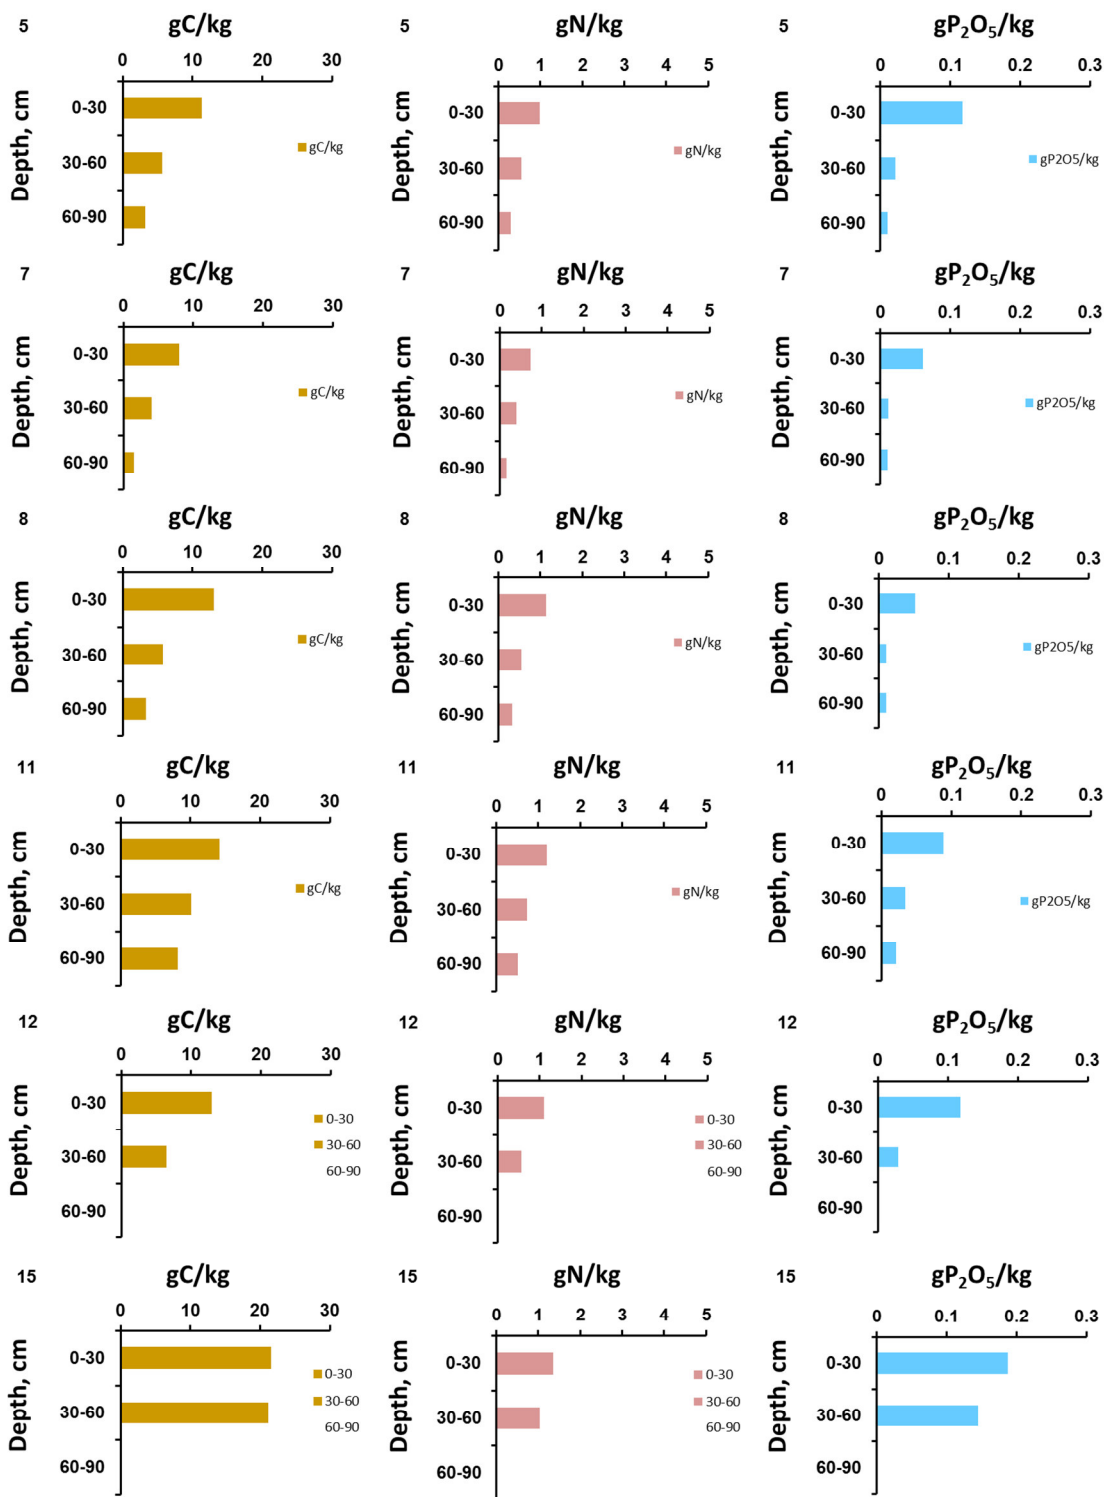 5 gC/kg 5 gN/kg 5 gP₂O₅/kg
0 10 20 30 0 1 2 3 4 5 0 0.1 0.2 0.3
Depth, cm 0-30 Depth, cm 0-30 Depth, cm 0-30
30-60 gC/kg 30-60 gN/kg 30-60 gP2O5/kg
60-90 60-90 60-90
7 gC/kg 7 gN/kg 7 gP₂O₅/kg
0 10 20 30 0 1 2 3 4 5 0 0.1 0.2 0.3
Depth, cm 0-30 Depth, cm 0-30 Depth, cm 0-30
30-60 gC/kg 30-60 gN/kg 30-60 gP2O5/kg
60-90 60-90 60-90
8 gC/kg 8 gN/kg 8 gP₂O₅/kg
0 10 20 30 0 1 2 3 4 5 0 0.1 0.2 0.3
Depth, cm 0-30 Depth, cm 0-30 Depth, cm 0-30
30-60 gC/kg 30-60 gN/kg 30-60 gP2O5/kg
60-90 60-90 60-90
11 gC/kg 11 gN/kg 11 gP₂O₅/kg
0 10 20 30 0 1 2 3 4 5 0 0.1 0.2 0.3
Depth, cm 0-30 Depth, cm 0-30 Depth, cm 0-30
30-60 gC/kg 30-60 gN/kg 30-60 gP2O5/kg
60-90 60-90 60-90
12 gC/kg 12 gN/kg 12 gP₂O₅/kg
0 10 20 30 0 1 2 3 4 5 0 0.1 0.2 0.3
Depth, cm 0-30 0-30 Depth, cm 0-30 0-30 Depth, cm 0-30
30-60 30-60 30-60 30-60 30-60
60-90 60-90 60-90 60-90 60-90
15 gC/kg 15 gN/kg 15 gP₂O₅/kg
0 10 20 30 0 1 2 3 4 5 0 0.1 0.2 0.3
Depth, cm 0-30 0-30 Depth, cm 0-30 0-30 Depth, cm 0-30
30-60 30-60 30-60 30-60 30-60
60-90 60-90 60-90 60-90 60-90